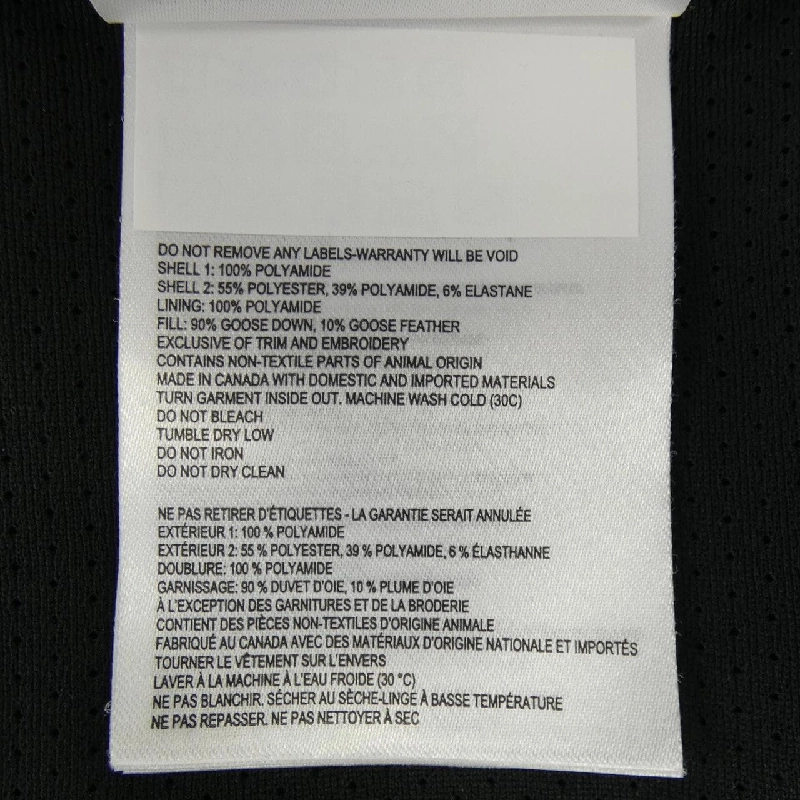 DO NOT REMOVE ANY LABELS-WARRANTY WILL BE VOID
SHELL 1: 100% POLYAMIDE
SHELL 2: 55% POLYESTER, 39% POLYAMIDE, 6% ELASTANE
LINING: 100% POLYAMIDE
FILL: 90% GOOSE DOWN, 10% GOOSE FEATHER
EXCLUSIVE OF TRIM AND EMBROIDERY
CONTAINS NON-TEXTILE PARTS OF ANIMAL ORIGIN
MADE IN CANADA WITH DOMESTIC AND IMPORTED MATERIALS
TURN GARMENT INSIDE OUT. MACHINE WASH COLD (30C)
DO NOT BLEACH
TUMBLE DRY LOW
DO NOT IRON
DO NOT DRY CLEAN
NE PAS RETIRER D'ÉTIQUETTES - LA GARANTIE SERAIT ANNULÉE
EXTÉRIEUR 1: 100 % POLYAMIDE
EXTÉRIEUR 2: 55 % POLYESTER, 39 % POLYAMIDE, 6 % ÉLASTHANNE
DOUBLURE: 100 % POLYAMIDE
GARNISSAGE: 90 % DUVET D'OIE, 10 % PLUME D'OIE
À L'EXCEPTION DES GARNITURES ET DE LA BRODERIE
CONTIENT DES PIÈCES NON-TEXTILES D'ORIGINE ANIMALE
FABRIQUÉ AU CANADA AVEC DES MATÉRIAUX D'ORIGINE NATIONALE ET IMPORTÉS
TOURNER LE VÊTEMENT SUR L'ENVERS
LAVER À LA MACHINE À L'EAU FROIDE (30 °C)
NE PAS BLANCHIR. SÉCHER AU SÈCHE-LINGE À BASSE TEMPÉRATURE
NE PAS REPASSER. NE PAS NETTOYER À SEC